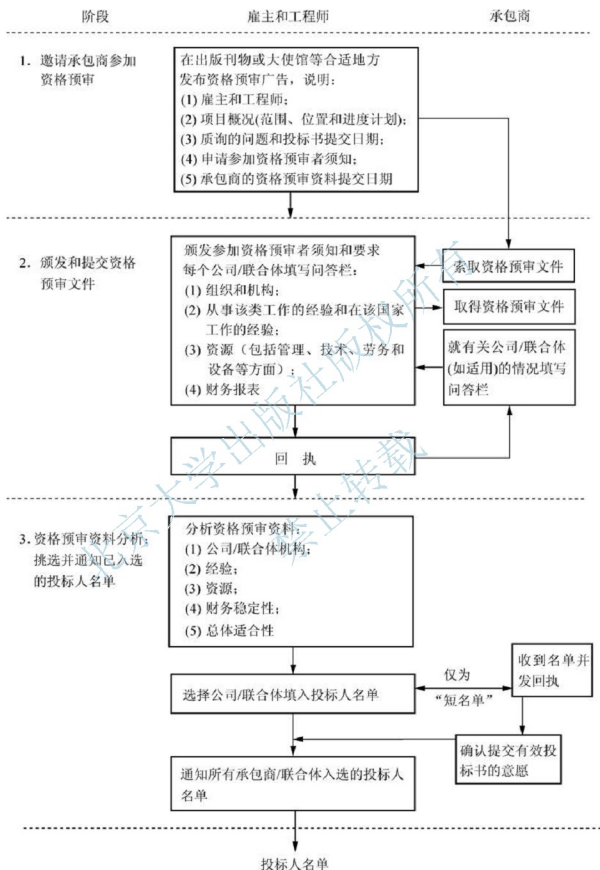 阶段
雇主和工程师
承包商
1. 邀请承包商参加
资格预审
在出版刊物或大使馆等合适地方
发布资格预审广告，说明：
(1) 雇主和工程师；
(2) 项目概况(范围、位置和进度计划)；
(3) 质询的问题和投标书提交日期；
(4) 申请参加资格预审者须知；
(5) 承包商的资格预审资料提交日期
2. 颁发和提交资格
预审文件
颁发参加资格预审者须知和要求
每个公司/联合体填写问答栏：
(1) 组织和机构；
(2) 从事该类工作的经验和在该国家
工作的经验；
(3) 资源（包括管理、技术、劳务和
设备等方面）；
(4) 财务报表
索取资格预审文件
取得资格预审文件
就有关公司/联合体
(如适用)的情况填写
问答栏
回 执
3. 资格预审资料分析；
挑选并通知已入选
的投标人名单
分析资格预审资料：
(1) 公司/联合体机构；
(2) 经验；
(3) 资源；
(4) 财务稳定性；
(5) 总体适合性
选择公司/联合体填入投标人名单
仅为
“短名单”
收到名单并
发回执
确认提交有效投
标书的意愿
通知所有承包商/联合体入选的投标人
名单
投标人名单
北京大学出版社版权所有
禁止转载